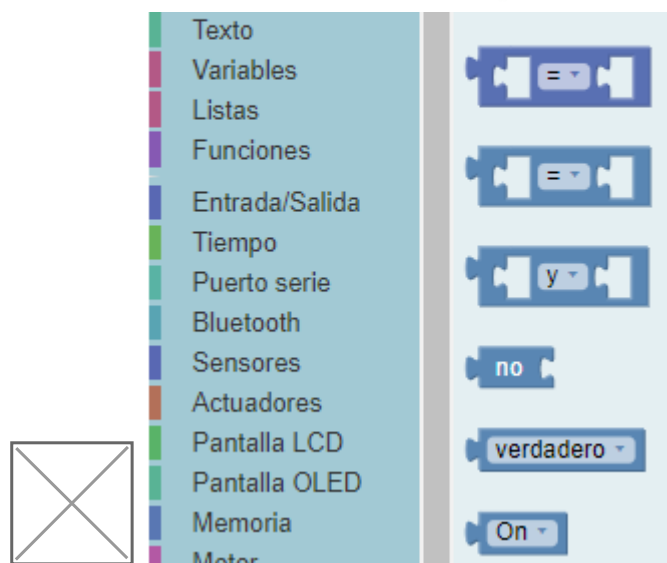 Texto
Variables
Listas
Funciones
Entrada/Salida
Tiempo
Puerto serie
Bluetooth
Sensores
Actuadores
Pantalla LCD
Pantalla OLED
Memoria
Motor
=
=
y
no
verdadero
On